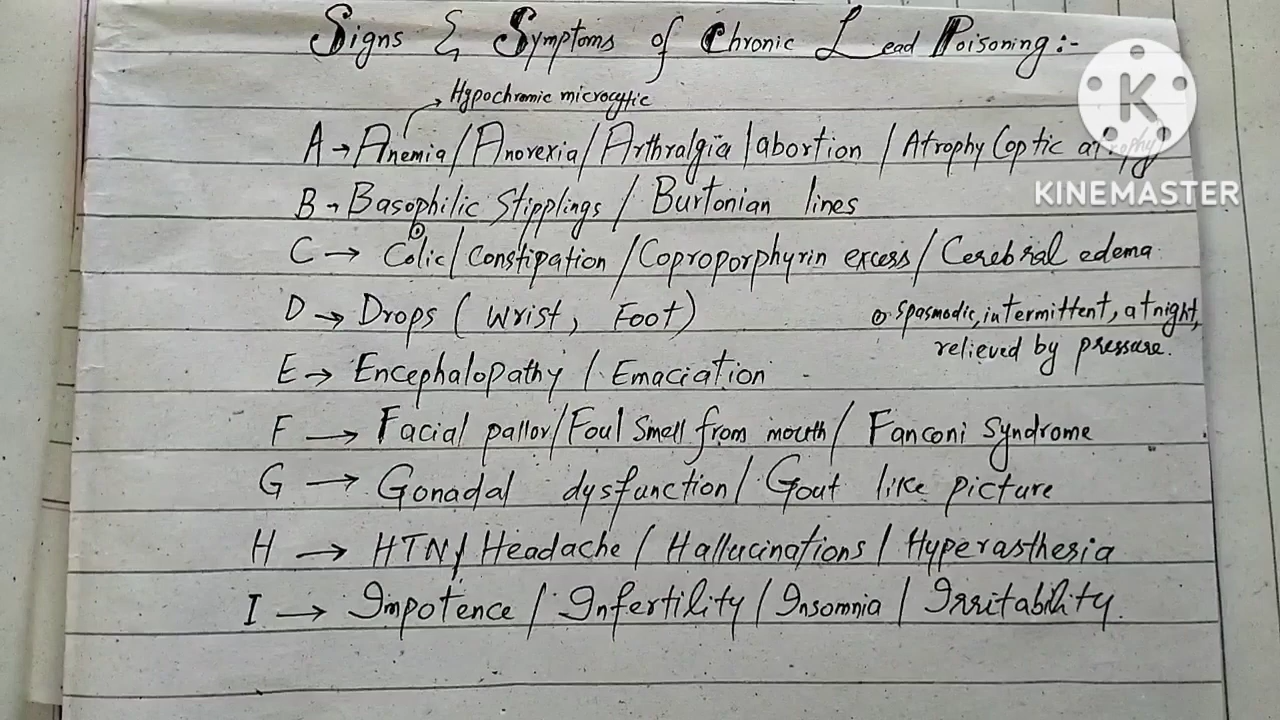 Signs & Symptoms of Chronic Lead Poisoning:-
Hypochromic microcytic
A → Anemia/Anorexia/Arthralgia/abortion/Atrophy (optic atrophy)
K
KINEMASTER
B → Basophilic Stipplings / Burtonian lines
C → Colic/Constipation/Coproporphyrin excess/Cerebral edema
D → Drops (Wrist, Foot)
spasmodic, intermittent, at night,
relieved by pressure.
E → Encephalopathy / Emaciation
F → Facial pallor/Foul Smell from mouth/ Fanconi Syndrome
G → Gonadal dysfunction/ Gout like picture
H → HTN/ Headache / Hallucinations / Hyperasthesia
I → Impotence / Infertility / Insomnia / Irritability.